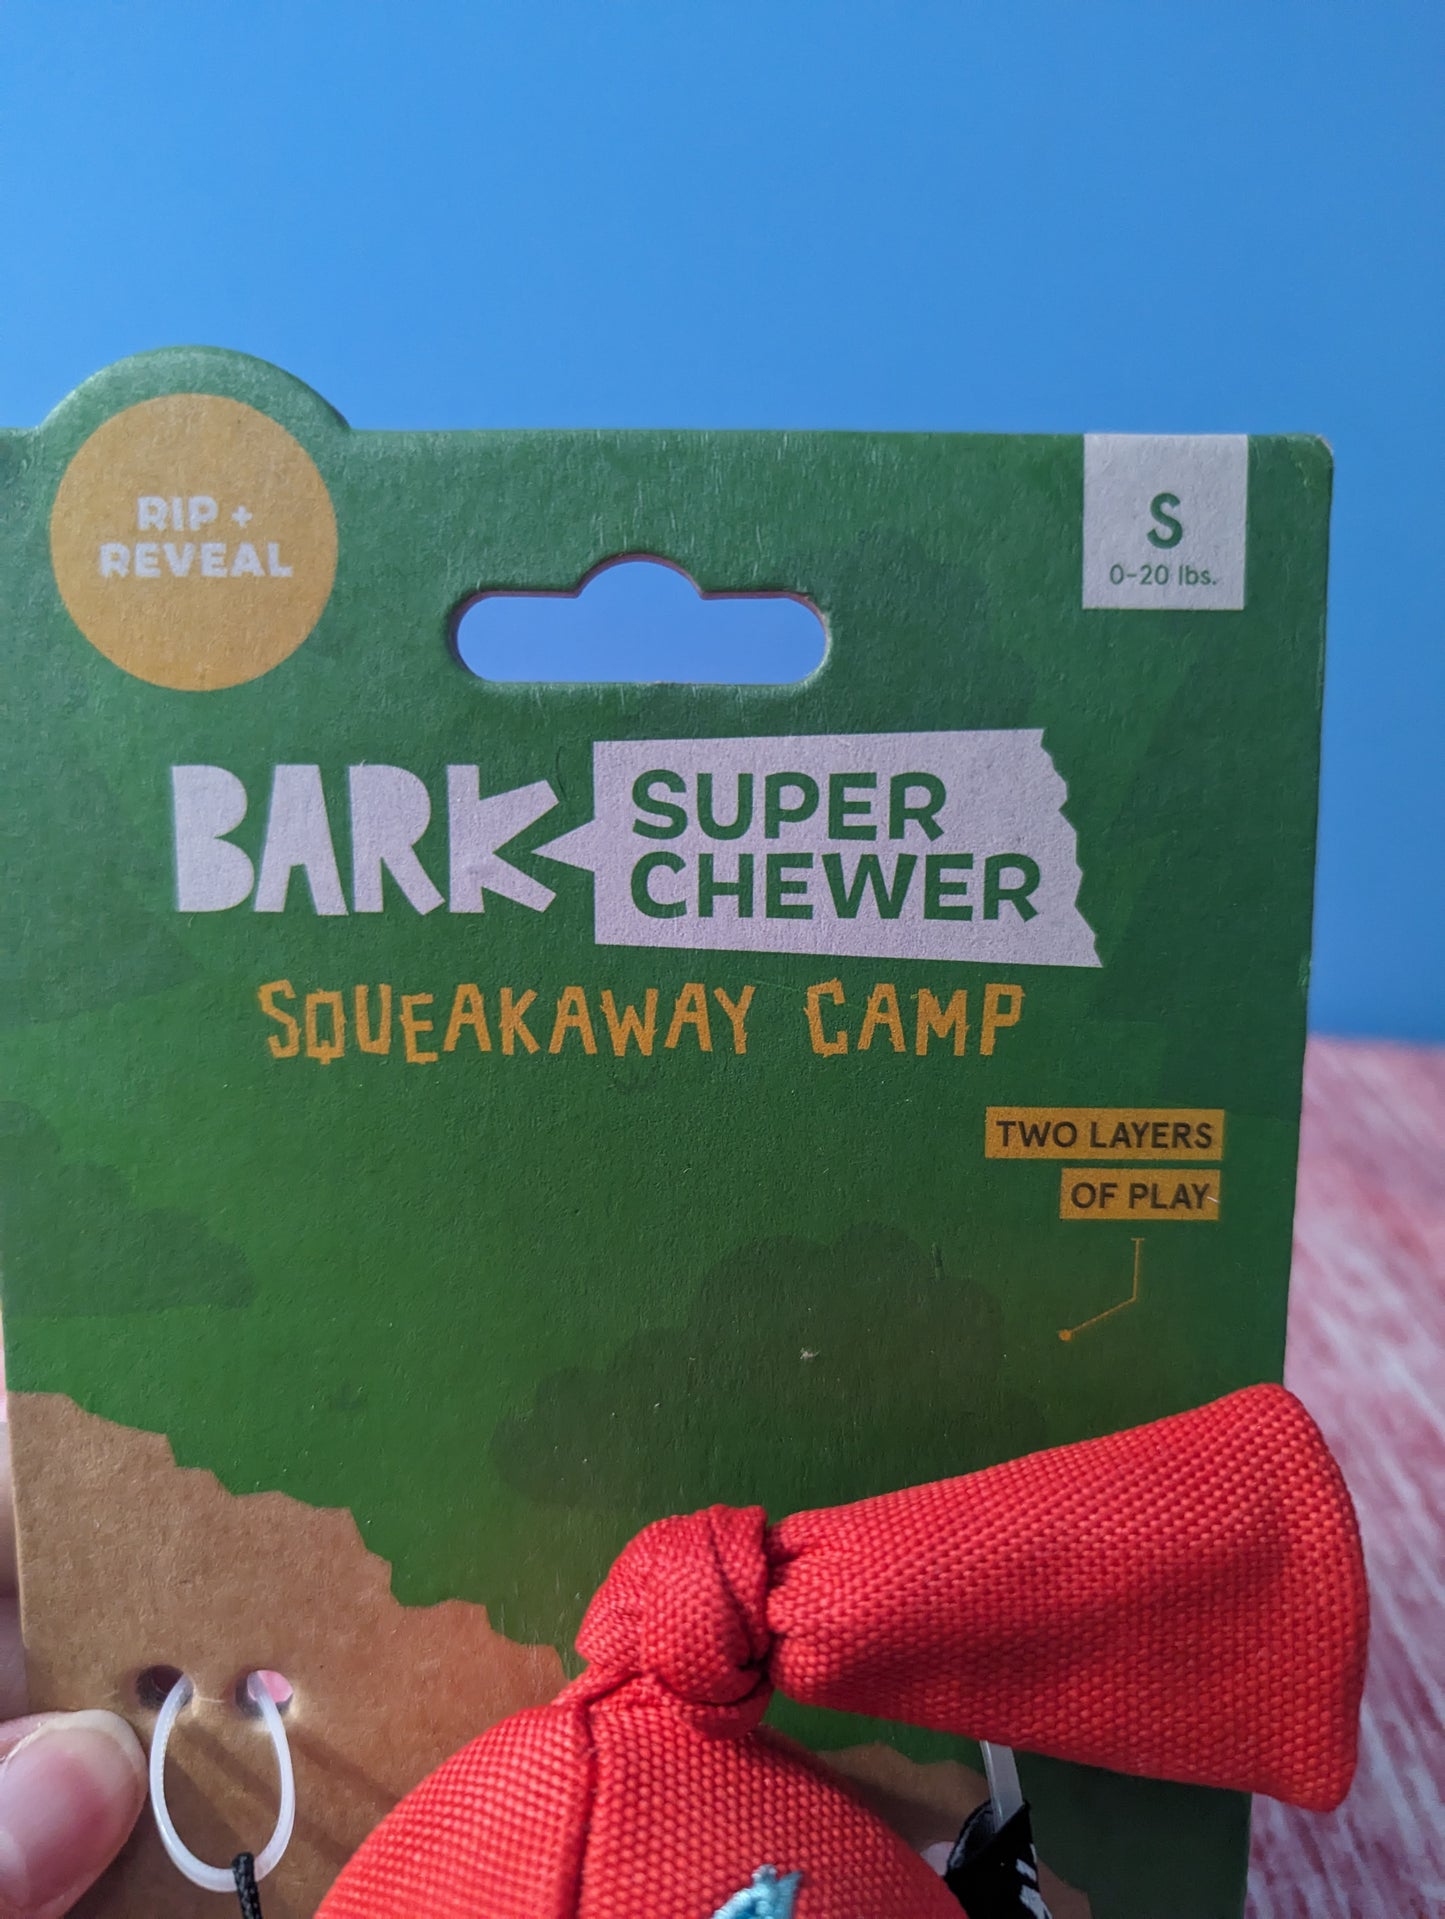 RIP +
REVEAL
S
0-20 lbs.
BARK
SUPER
CHEWER
SQUEAKAWAY CAMP
TWO LAYERS
OF PLAY